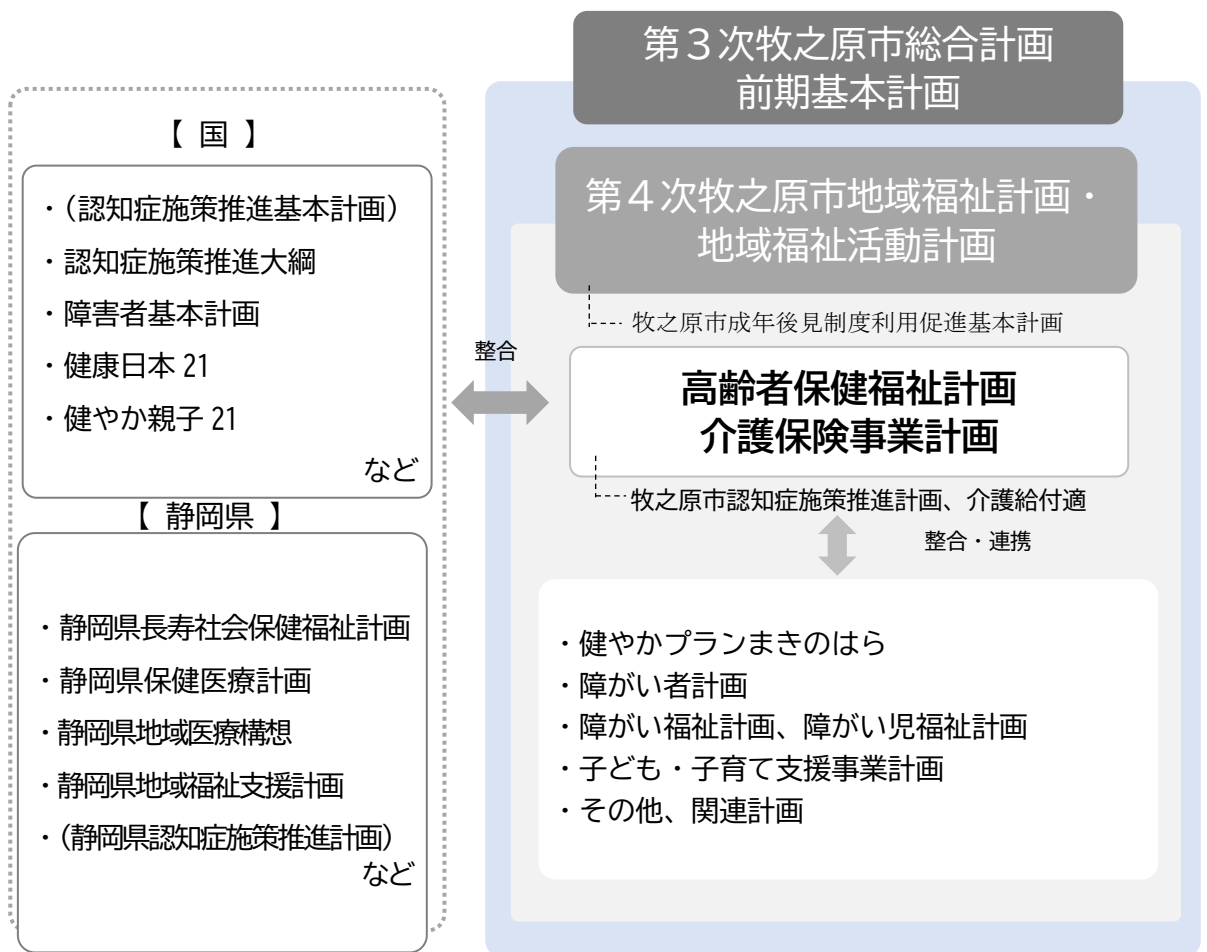 第３次牧之原市総合計画
前期基本計画
【 国 】
・（認知症施策推進基本計画）
・認知症施策推進大綱
・障害者基本計画
・健康日本 21
・健やか親子 21
など
【 静岡県 】
・静岡県長寿社会保健福祉計画
・静岡県保健医療計画
・静岡県地域医療構想
・静岡県地域福祉支援計画
・（静岡県認知症施策推進計画）
など
整合
第４次牧之原市地域福祉計画・
地域福祉活動計画
牧之原市成年後見制度利用促進基本計画
高齢者保健福祉計画
介護保険事業計画
牧之原市認知症施策推進計画、介護給付適
整合・連携
・健やかプランまきのはら
・障がい者計画
・障がい福祉計画、障がい児福祉計画
・子ども・子育て支援事業計画
・その他、関連計画